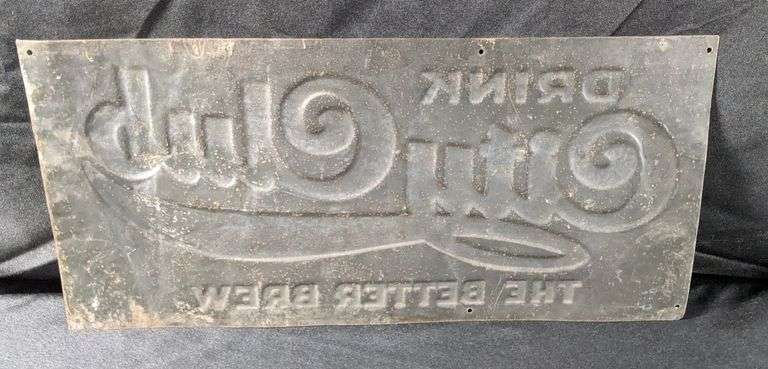 DRINK
City Club
THE BETTER BREW